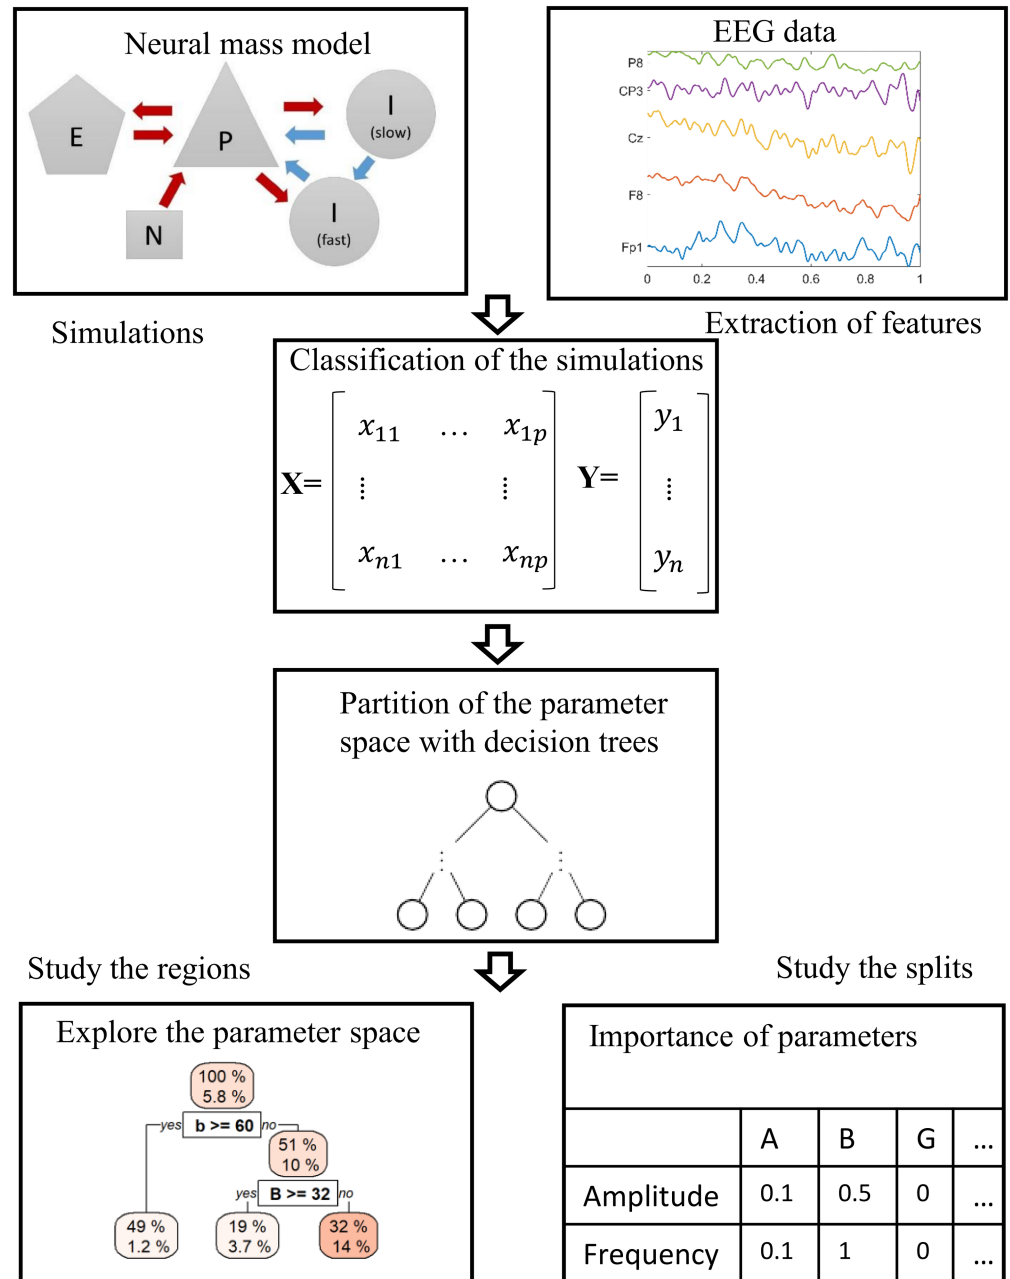 Neural mass model
E
P
I
(slow)
I
(fast)
N
EEG data
P8
CP3
Cz
F8
Fp1
0 0.2 0.4 0.6 0.8 1
Simulations
Extraction of features
Classification of the simulations
X=
x11 ... x1p
⋮ ⋮
xn1 ... xnp
Y=
y1
⋮
yn
Partition of the parameter
space with decision trees
⋮ ⋮
Study the regions
Study the splits
Explore the parameter space
100 %
5.8 %
yes b >= 60 no
51 %
10 %
yes B >= 32 no
49 %
1.2 %
19 %
3.7 %
32 %
14 %
Importance of parameters
A B G ...
Amplitude 0.1 0.5 0 ...
Frequency 0.1 1 0 ...